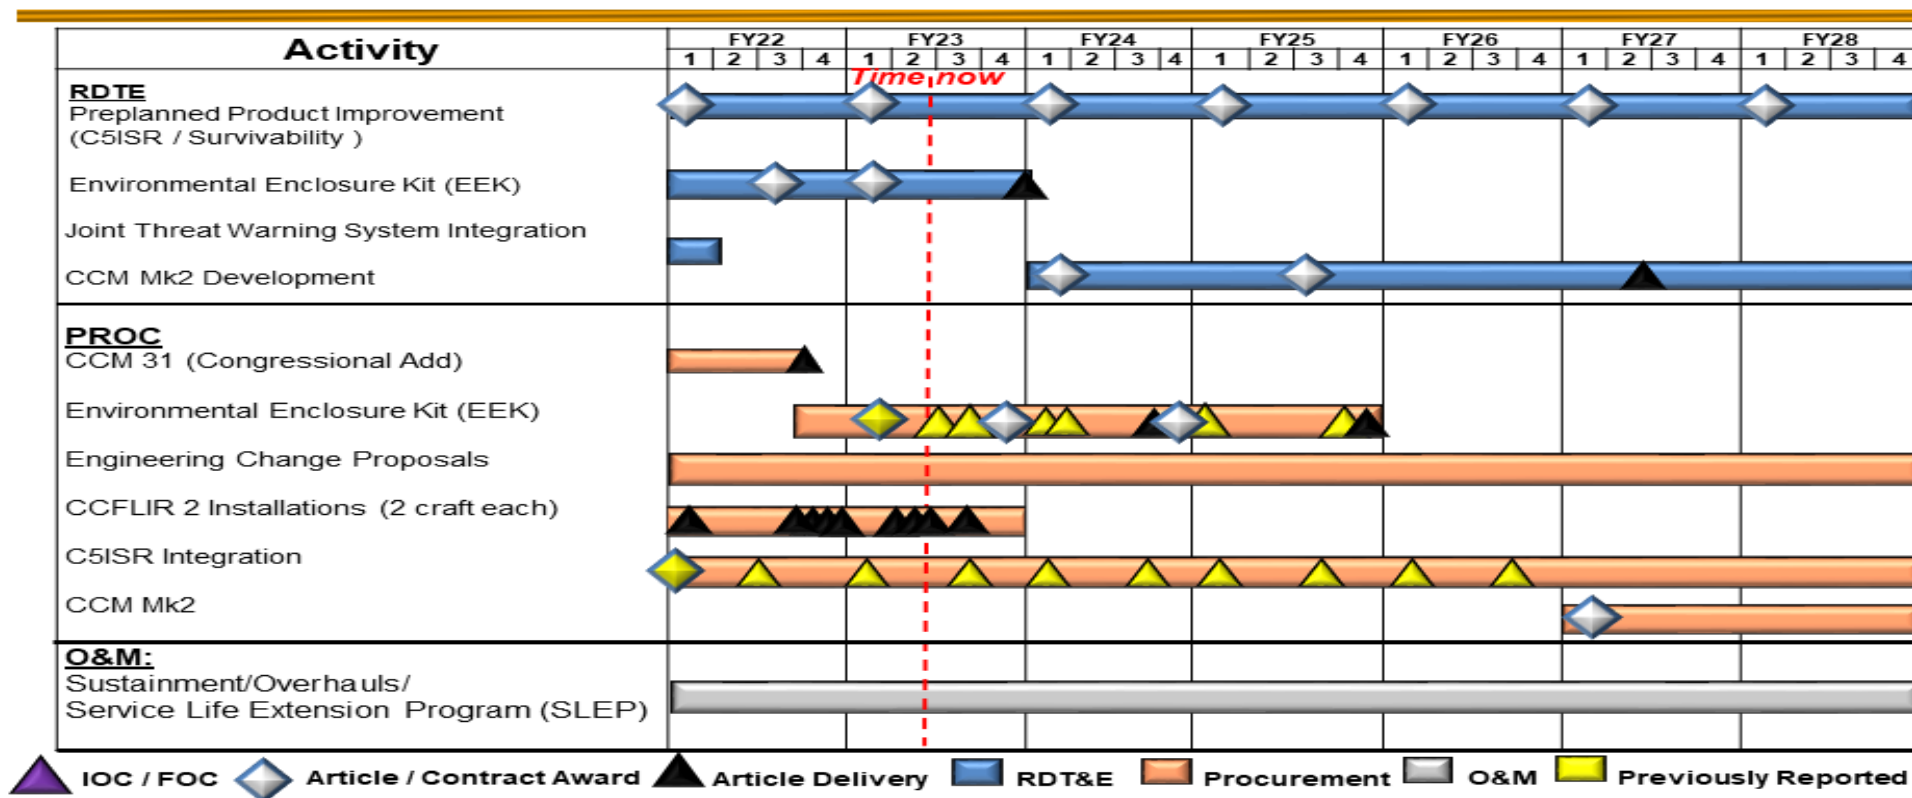 Activity
FY22 FY23 FY24 FY25 FY26 FY27 FY28
1 2 3 4 1 2 3 4 1 2 3 4 1 2 3 4 1 2 3 4 1 2 3 4 1 2 3 4
Time now
RDTE
Preplanned Product Improvement
(C5ISR / Survivability )
Environmental Enclosure Kit (EEK)
Joint Threat Warning System Integration
CCM Mk2 Development
PROC
CCM 31 (Congressional Add)
Environmental Enclosure Kit (EEK)
Engineering Change Proposals
CCFLIR 2 Installations (2 craft each)
C5ISR Integration
CCM Mk2
O&M:
Sustainment/Overhauls/
Service Life Extension Program (SLEP)
IOC / FOC Article / Contract Award Article Delivery RDT&E Procurement O&M Previously Reported